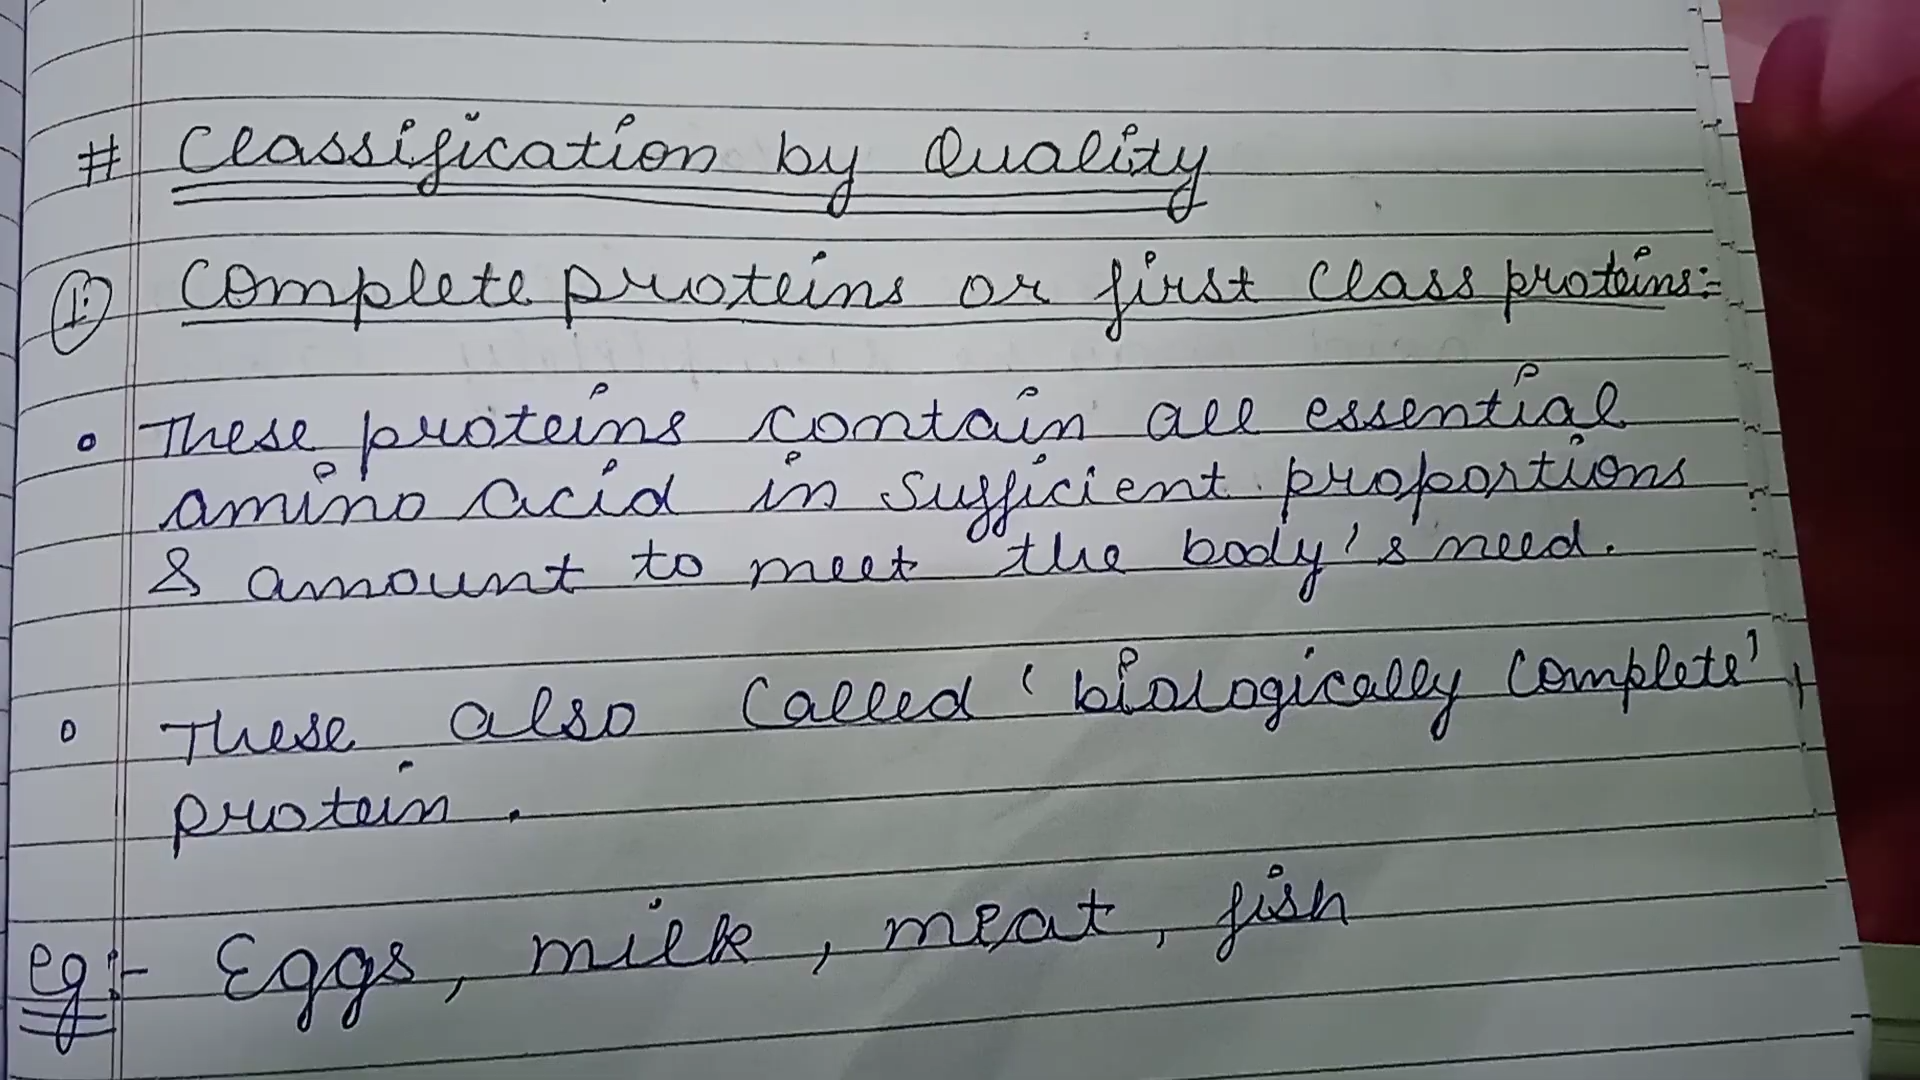 # Classification by Quality
1. Complete proteins or first class proteins:-
• These proteins contain all essential
amino acid in sufficient proportions
& amount to meet the body's need.
• These also called 'biologically complete'
protein.
eg:- Eggs, milk, meat, fish